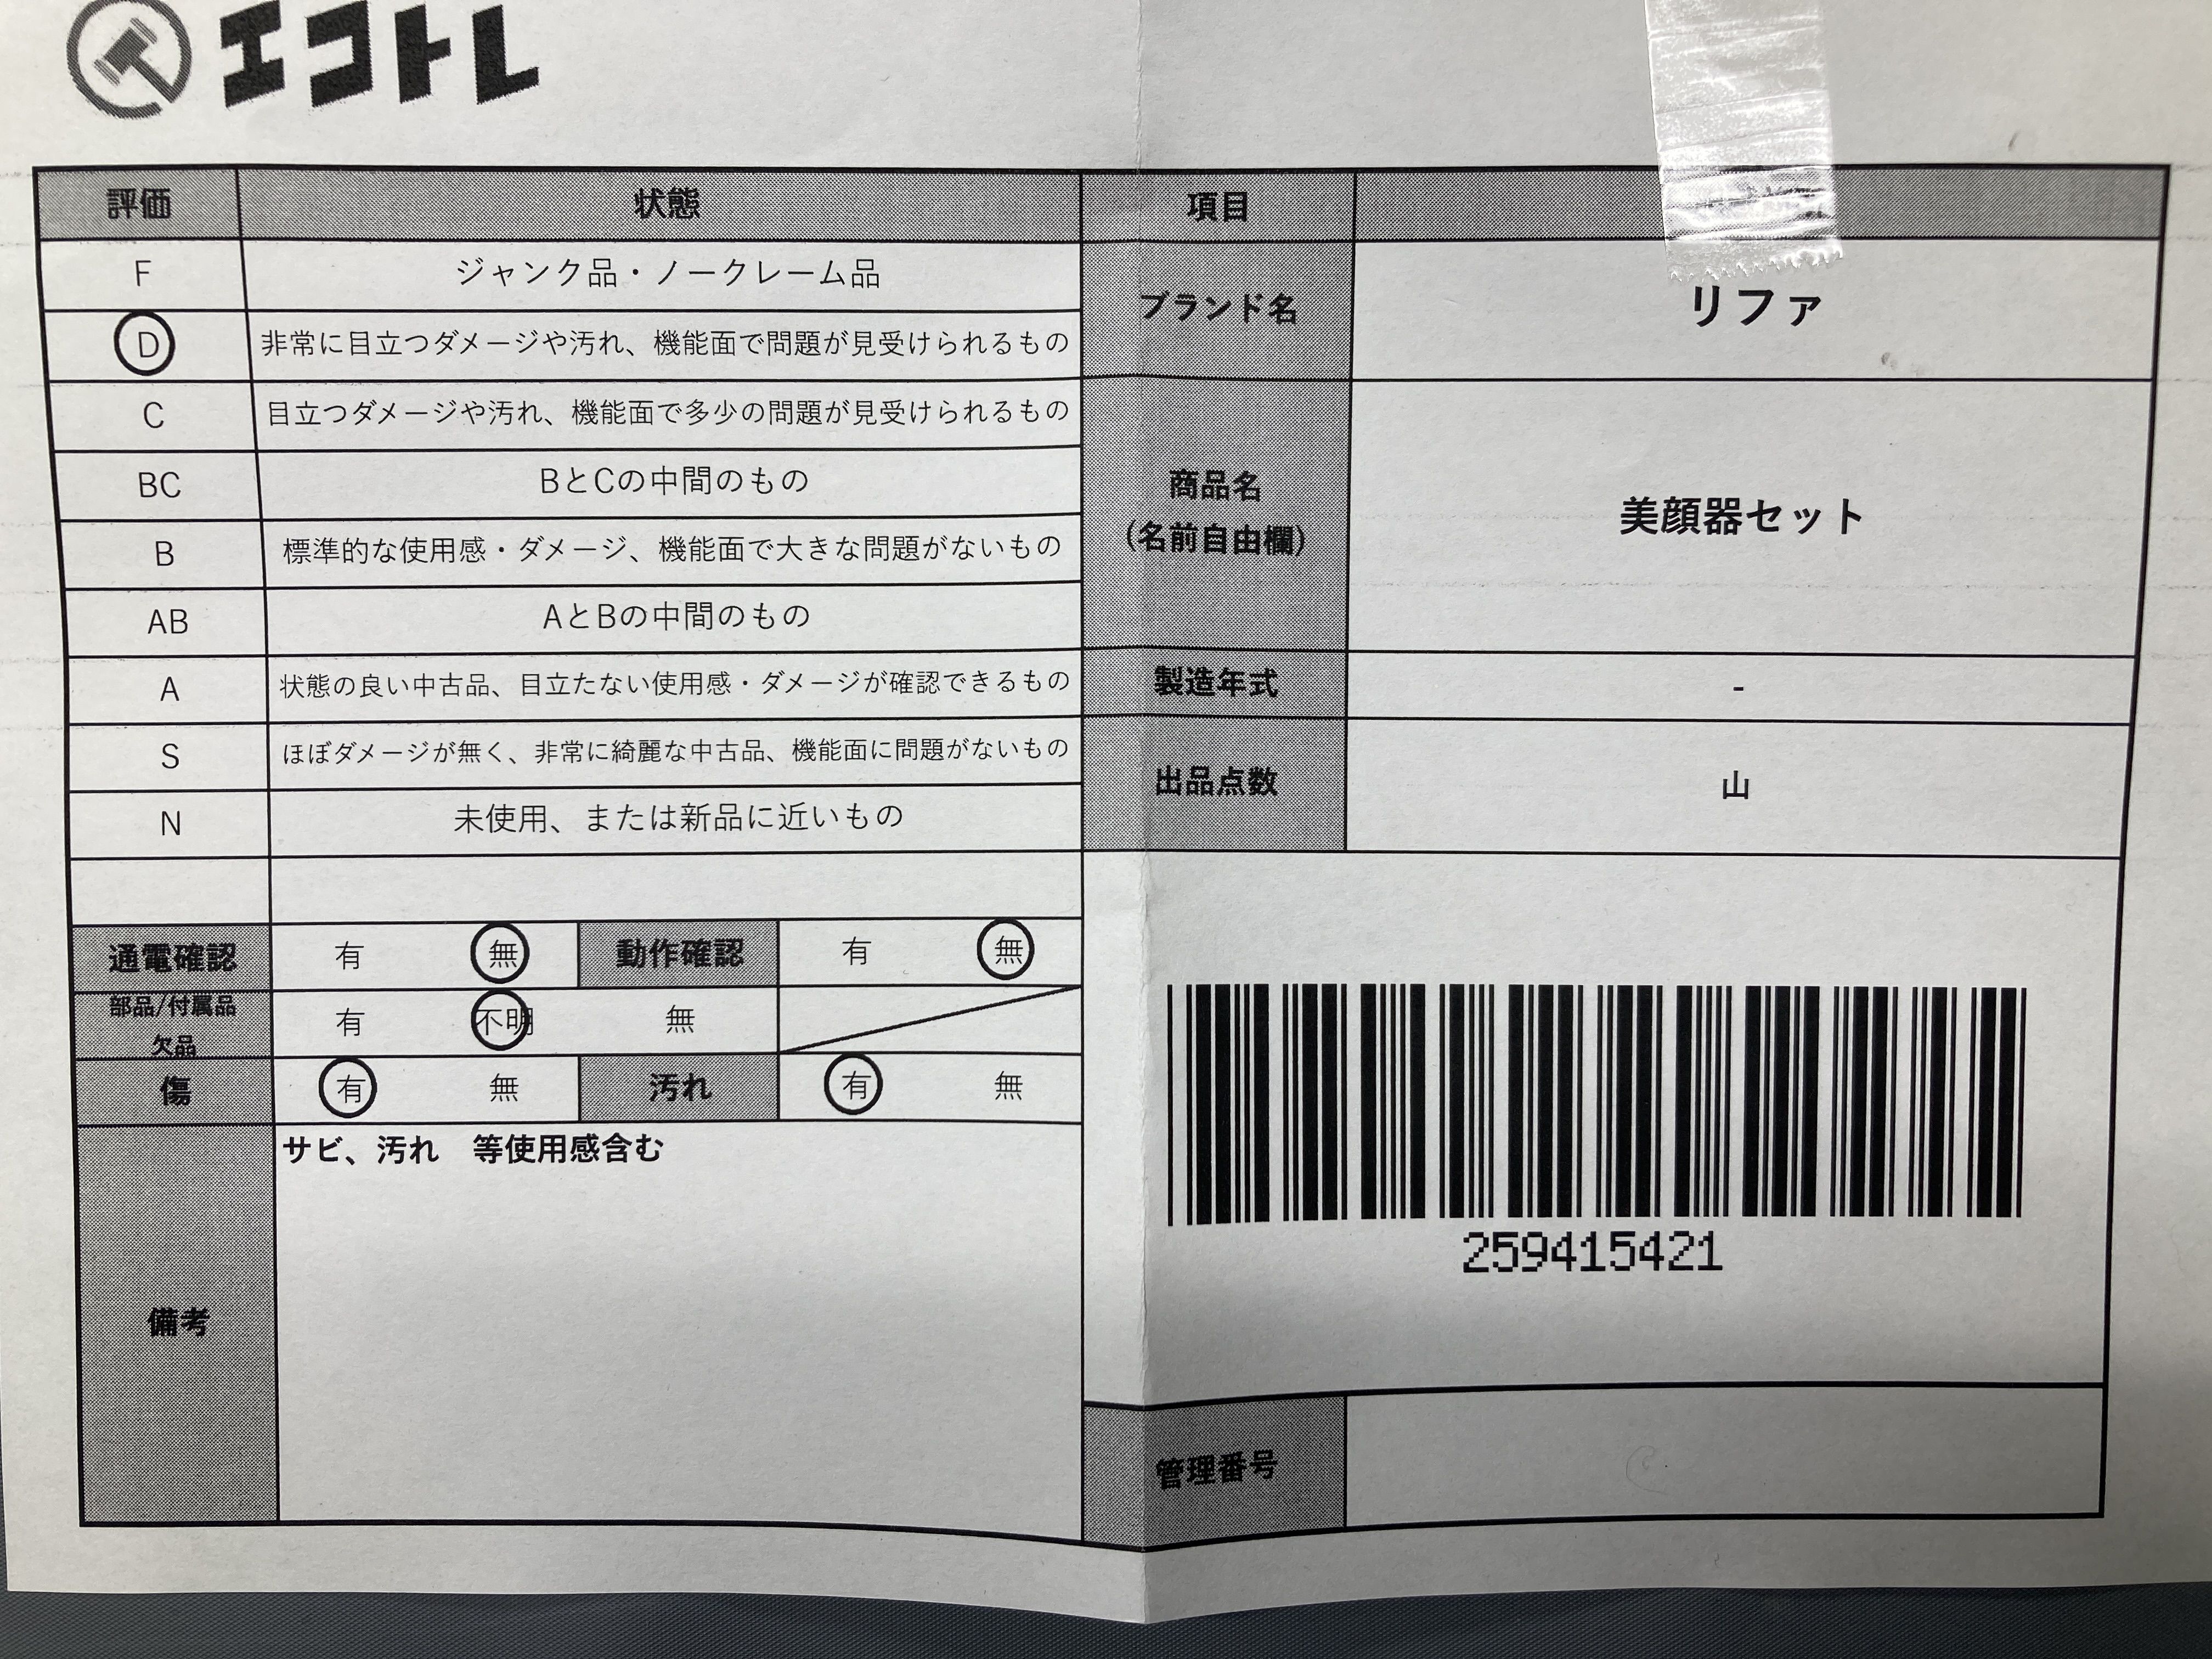 エコトレ
評価 状態
F ジャンク品・ノークレーム品
D 非常に目立つダメージや汚れ、機能面で問題が見受けられるもの
C 目立つダメージや汚れ、機能面で多少の問題が見受けられるもの
BC BとCの中間のもの
B 標準的な使用感・ダメージ、機能面で大きな問題がないもの
AB AとBの中間のもの
A 状態の良い中古品、目立たない使用感・ダメージが確認できるもの
S ほぼダメージが無く、非常に綺麗な中古品、機能面に問題がないもの
N 未使用、または新品に近いもの
通電確認 有 無 動作確認 有 無
部品/付属品
欠品 有 不明 無
傷 有 無 汚れ 有 無
備考 サビ、汚れ 等使用感含む
項目
ブランド名 リファ
商品名
(名前自由欄) 美顔器セット
製造年式 -
出品点数 山
259415421
管理番号